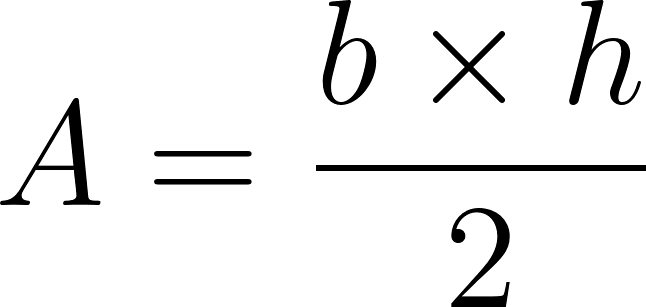 A = b × h / 2